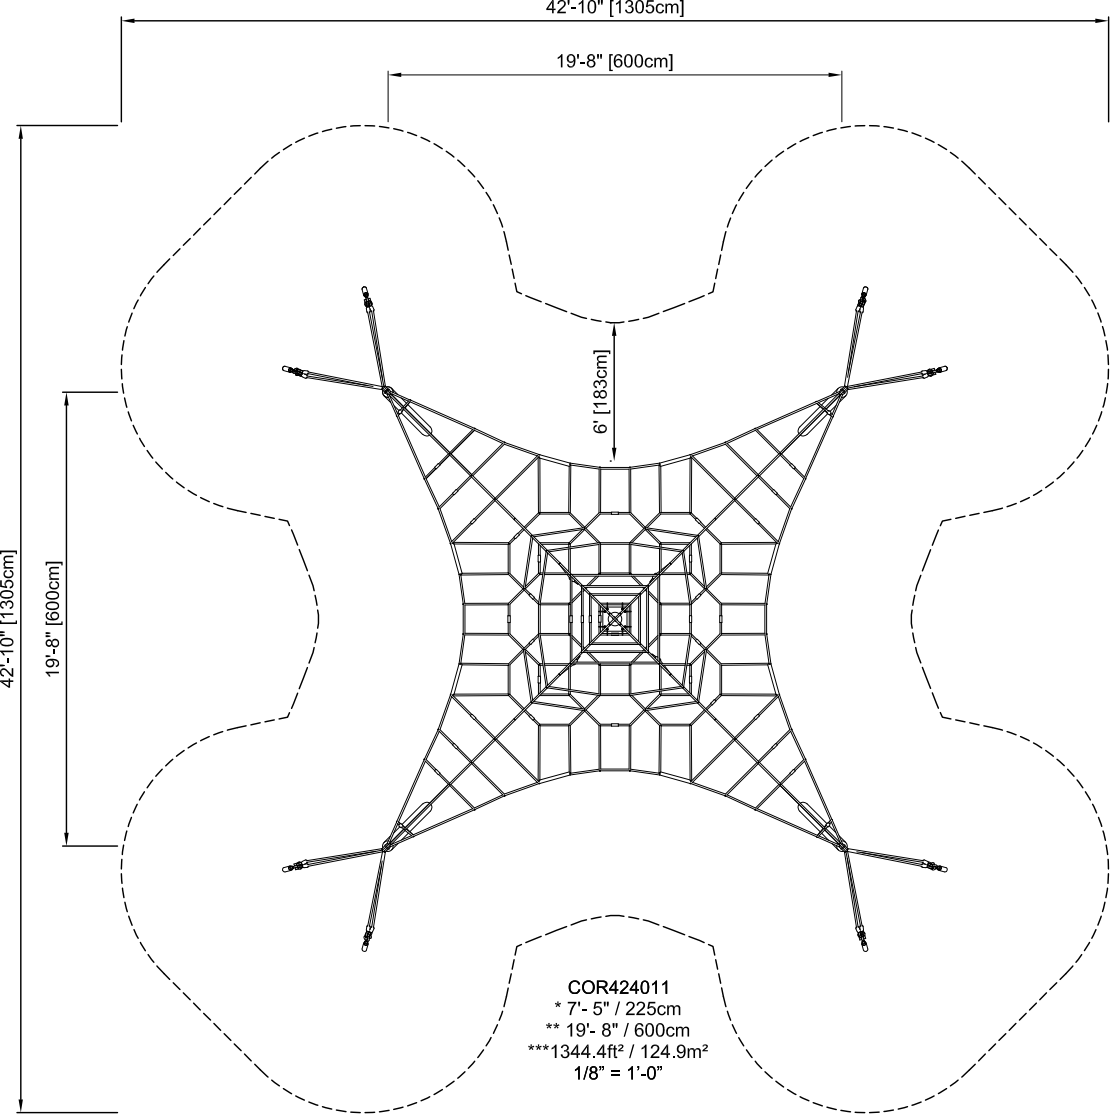 42'-10" [1305cm]
19'-8" [600cm]
6' [183cm]
42'-10" [1305cm]
19'-8" [600cm]
COR424011
* 7'- 5" / 225cm
** 19'- 8" / 600cm
***1344.4ft² / 124.9m²
1/8” = 1’-0”